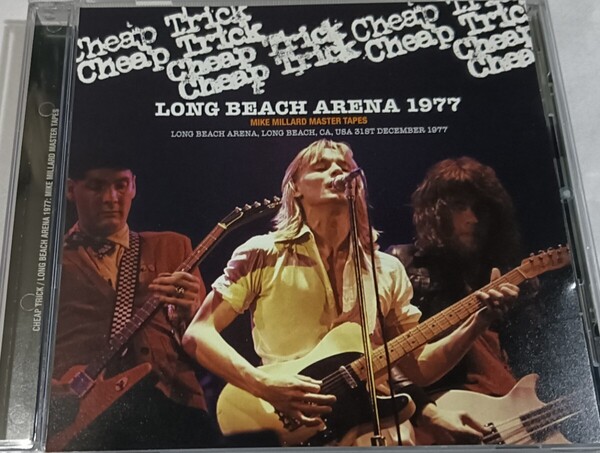 Cheap Trick Cheap Trick
Cheap Trick Cheap Trick Cheap Trick
Cheap Trick Cheap
Cheap
LONG BEACH ARENA 1977
MIKE MILLARD MASTER TAPES
LONG BEACH ARENA, LONG BEACH, CA, USA 31ST DECEMBER 1977
CHEAP TRICK / LONG BEACH ARENA 1977: MIKE MILLARD MASTER TAPES